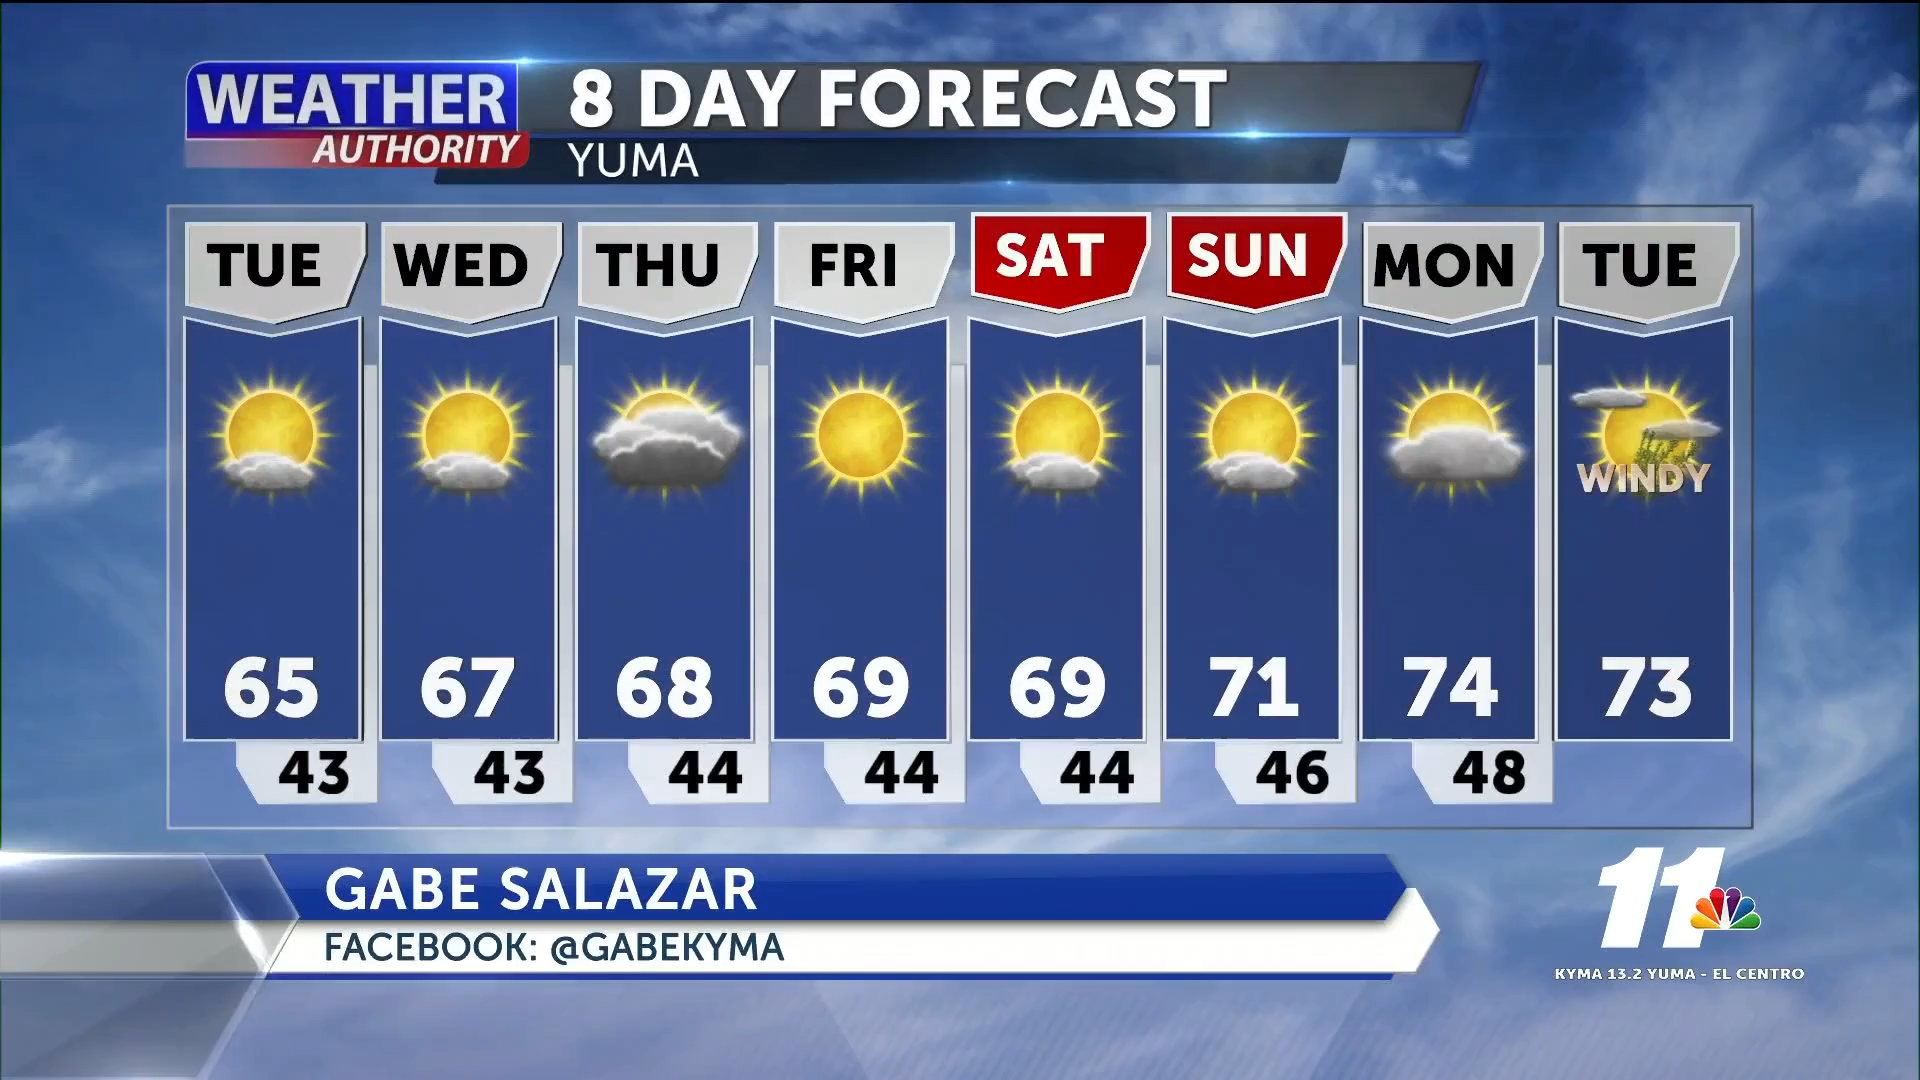 WEATHER
AUTHORITY
8 DAY FORECAST
YUMA
TUE WED THU FRI SAT SUN MON TUE
WINDY
65 67 68 69 69 71 74 73
43 43 44 44 44 46 48
GABE SALAZAR
FACEBOOK: @GABEKYMA
11
KYMA 13.2 YUMA - EL CENTRO